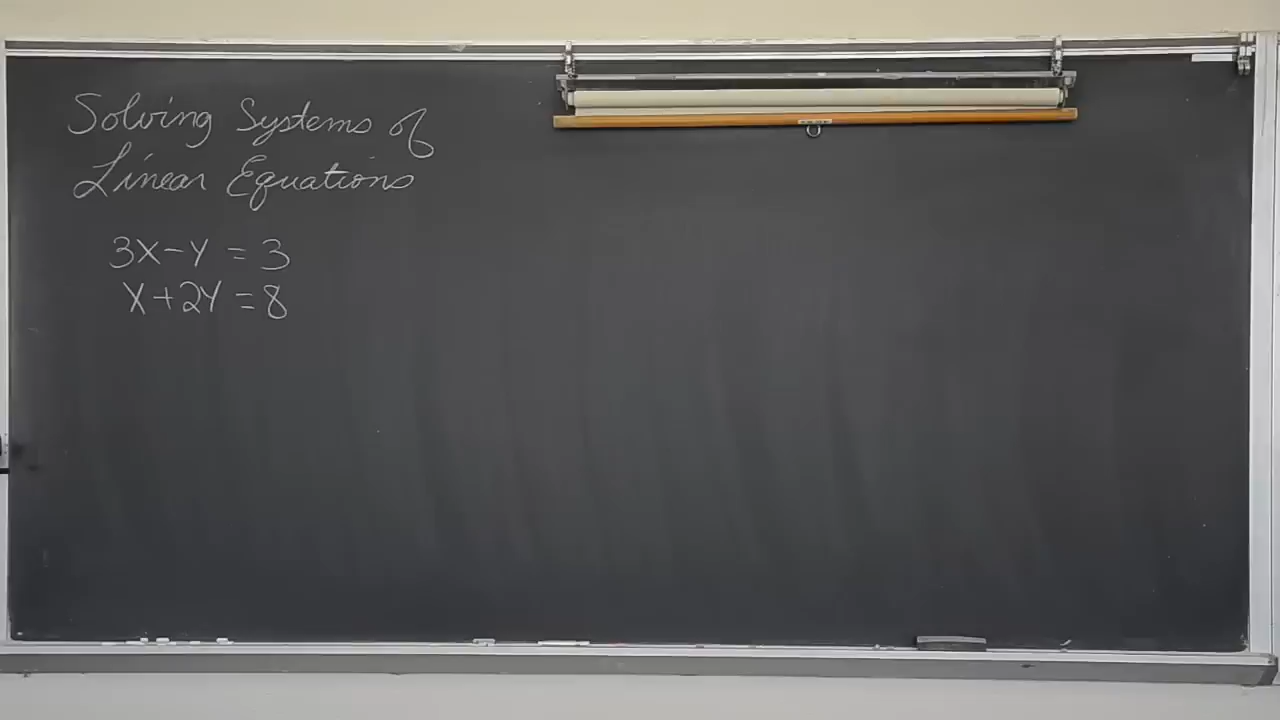 Solving Systems of
Linear Equations
3x-y = 3
x+2y = 8